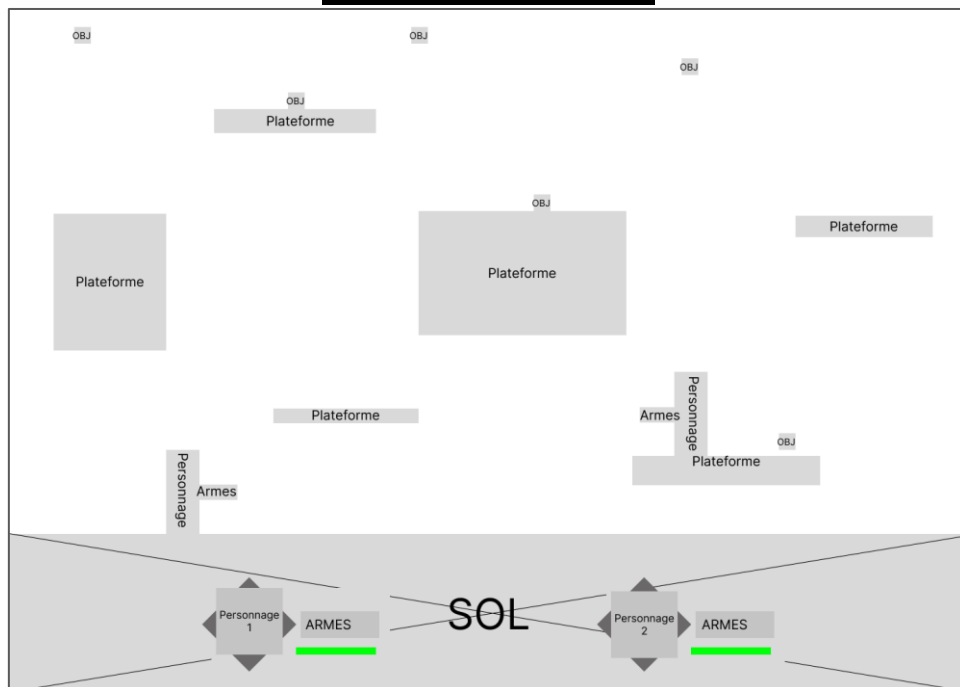 OBJ
OBJ
OBJ
OBJ
Plateforme
OBJ
Plateforme
Plateforme
Plateforme
Personnage
Armes
Plateforme
OBJ
Plateforme
Personnage
Armes
SOL
Personnage
1
ARMES
Personnage
2
ARMES